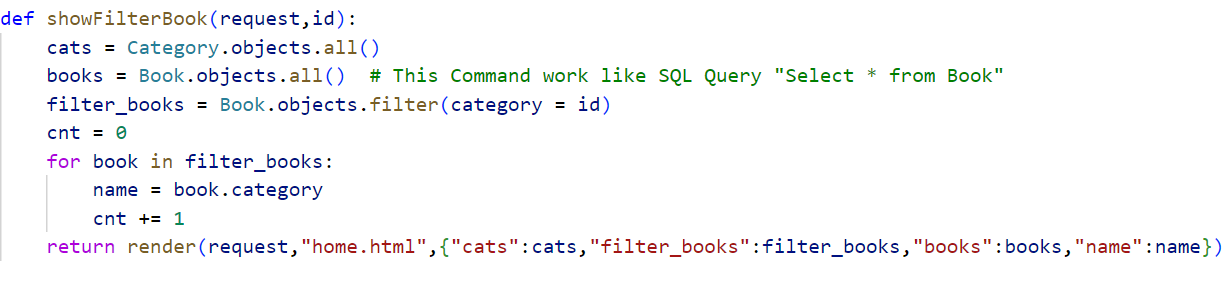 def showFilterBook(request,id):
    cats = Category.objects.all()
    books = Book.objects.all()  # This Command work like SQL Query "Select * from Book"
    filter_books = Book.objects.filter(category = id)
    cnt = 0
    for book in filter_books:
        name = book.category
        cnt += 1
    return render(request,"home.html",{"cats":cats,"filter_books":filter_books,"books":books,"name":name})